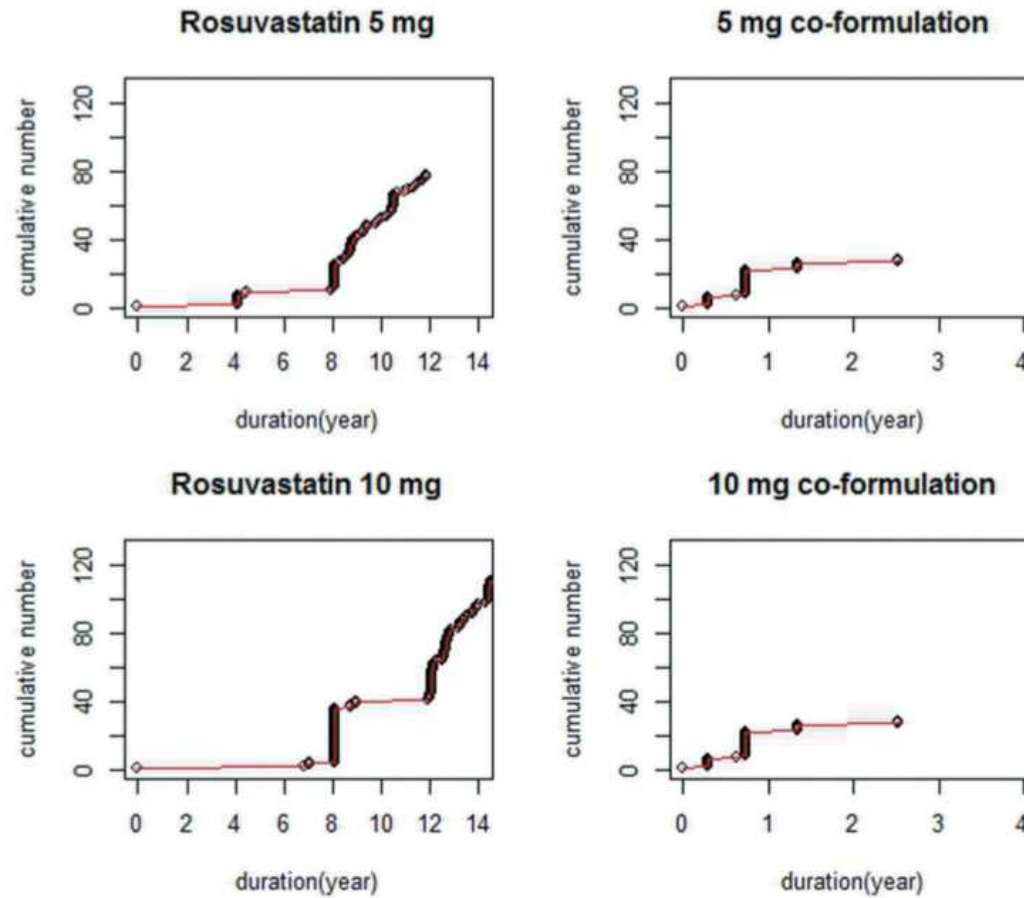 Rosuvastatin 5 mg
cumulative number
0 40 80 120
0 2 4 6 8 10 12 14
duration(year)
5 mg co-formulation
cumulative number
0 40 80 120
0 1 2 3 4
duration(year)
Rosuvastatin 10 mg
cumulative number
0 40 80 120
0 2 4 6 8 10 12 14
duration(year)
10 mg co-formulation
cumulative number
0 40 80 120
0 1 2 3 4
duration(year)